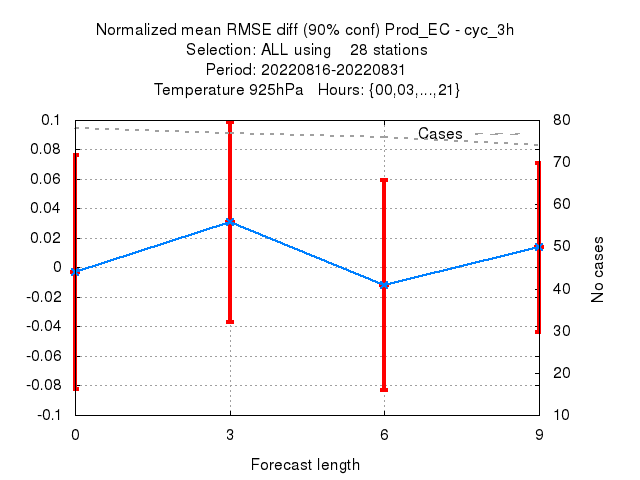 Normalized mean RMSE diff (90% conf) Prod_EC - cyc_3h
Selection: ALL using    28 stations
Period: 20220816-20220831
Temperature 925hPa   Hours: {00,03,...,21}
0.1
0.08
0.06
0.04
0.02
0
-0.02
-0.04
-0.06
-0.08
-0.1
Cases
80
70
60
50
40
30
20
10
No cases
0 3 6 9
Forecast length